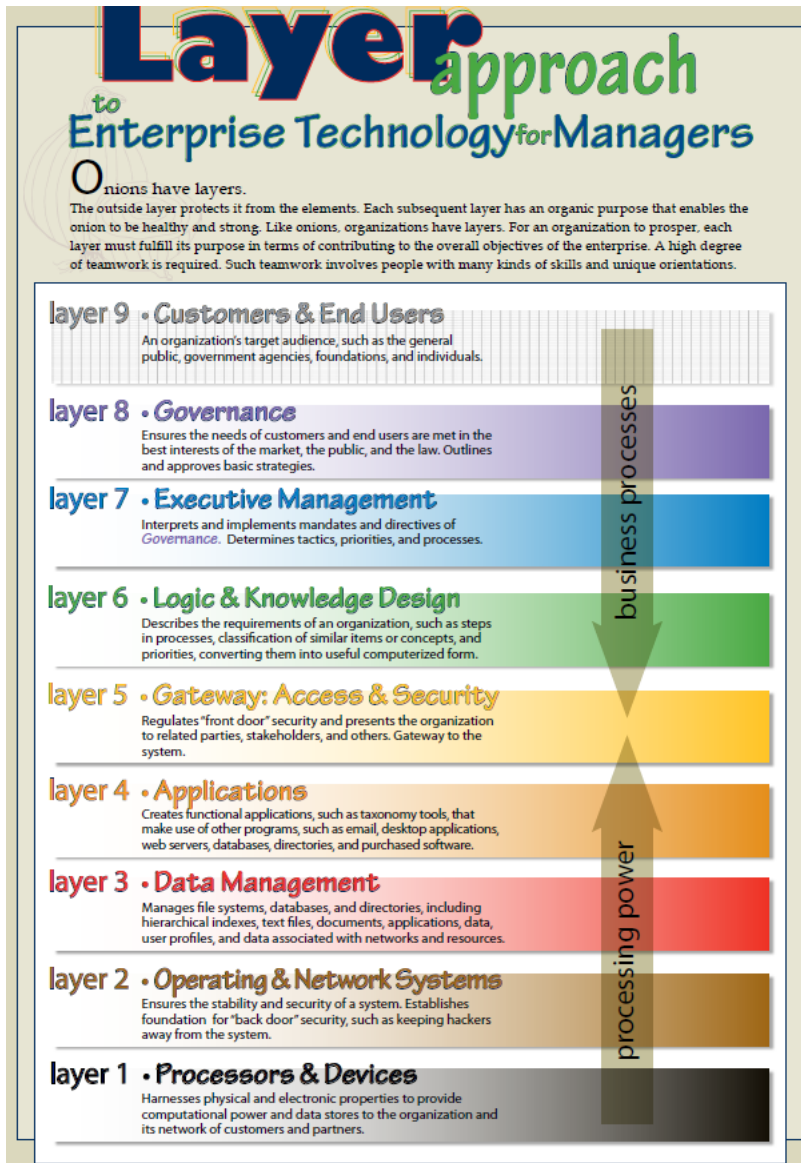 Layer
approach
to
Enterprise Technology for Managers
Onions have layers.
The outside layer protects it from the elements. Each subsequent layer has an organic purpose that enables the
onion to be healthy and strong. Like onions, organizations have layers. For an organization to prosper, each
layer must fulfill its purpose in terms of contributing to the overall objectives of the enterprise. A high degree
of teamwork is required. Such teamwork involves people with many kinds of skills and unique orientations.
layer 9 • Customers & End Users
An organization's target audience, such as the general
public, government agencies, foundations, and individuals.
layer 8 • Governance
Ensures the needs of customers and end users are met in the
best interests of the market, the public, and the law. Outlines
and approves basic strategies.
layer 7 • Executive Management
Interprets and implements mandates and directives of
Governance. Determines tactics, priorities, and processes.
layer 6 • Logic & Knowledge Design
Describes the requirements of an organization, such as steps
in processes, classification of similar items or concepts, and
priorities, converting them into useful computerized form.
business processes
layer 5 • Gateway: Access & Security
Regulates "front door" security and presents the organization
to related parties, stakeholders, and others. Gateway to the
system.
layer 4 • Applications
Creates functional applications, such as taxonomy tools, that
make use of other programs, such as email, desktop applications,
web servers, databases, directories, and purchased software.
layer 3 • Data Management
Manages file systems, databases, and directories, including
hierarchical indexes, text files, documents, applications, data,
user profiles, and data associated with networks and resources.
layer 2 • Operating & Network Systems
Ensures the stability and security of a system. Establishes
foundation for "back door" security, such as keeping hackers
away from the system.
layer 1 • Processors & Devices
Harnesses physical and electronic properties to provide
computational power and data stores to the organization and
its network of customers and partners.
processing power